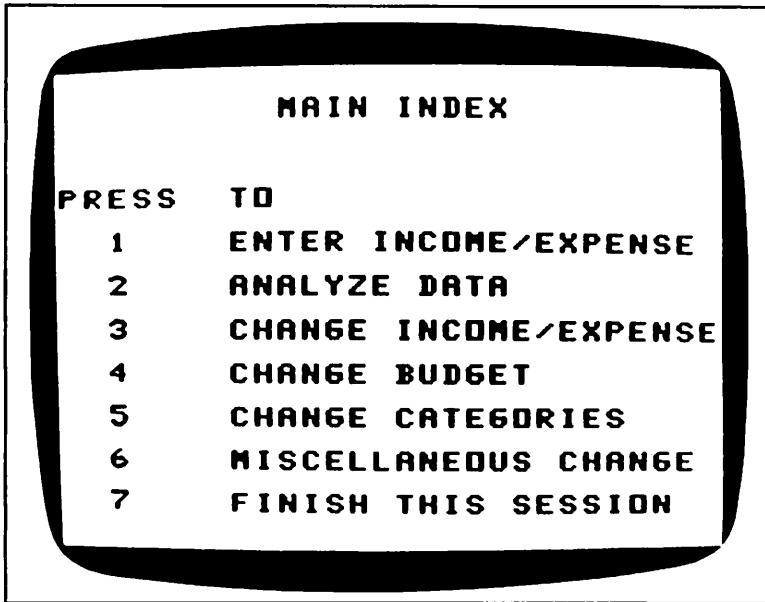 MAIN INDEX
PRESS TO
1 ENTER INCOME/EXPENSE
2 ANALYZE DATA
3 CHANGE INCOME/EXPENSE
4 CHANGE BUDGET
5 CHANGE CATEGORIES
6 MISCELLANEOUS CHANGE
7 FINISH THIS SESSION